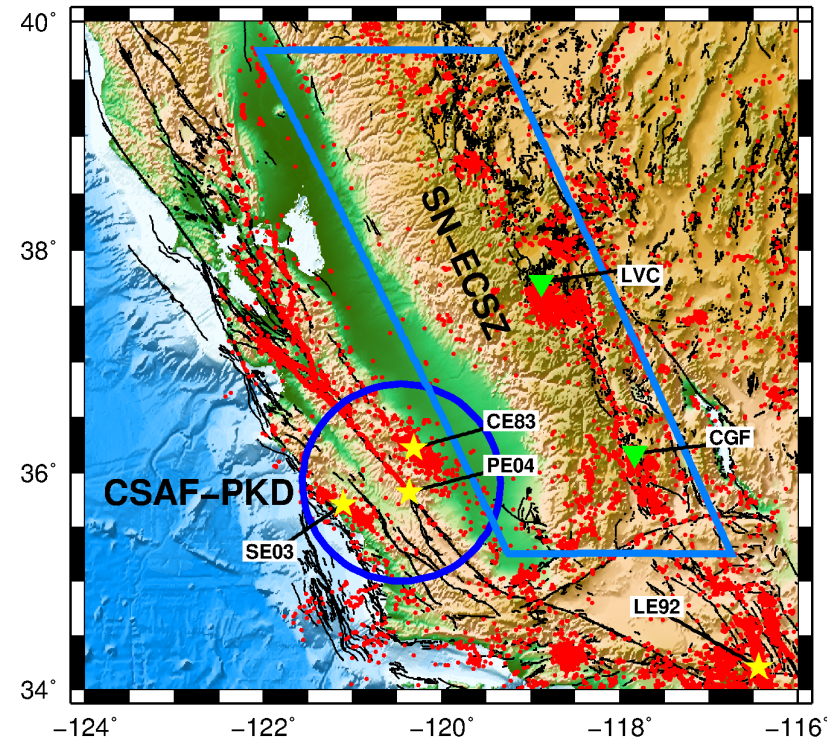 40°
38°
36°
34°
SN-ECSZ
LVC
CE83
CGF
PE04
CSAF-PKD
SE03
LE92
-124° -122° -120° -118° -116°